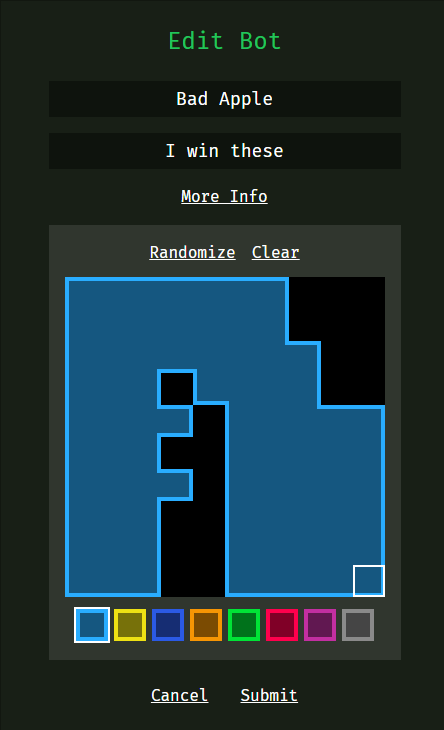 Edit Bot
Bad Apple
I win these
More Info
Randomize Clear
Cancel Submit